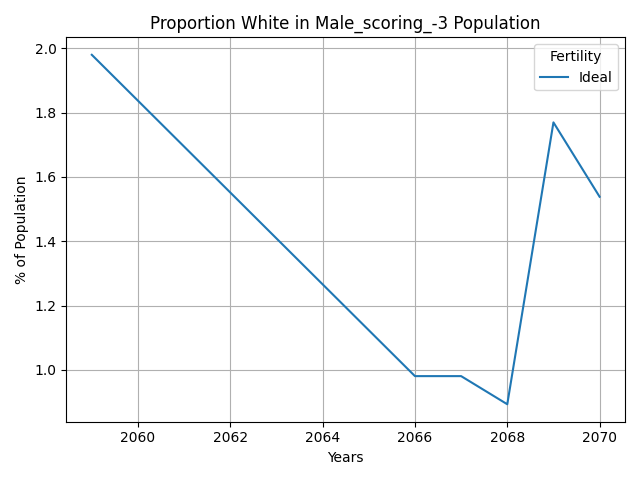 Proportion White in Male_scoring_-3 Population
% of Population
2.0
1.8
1.6
1.4
1.2
1.0
Fertility
Ideal
2060 2062 2064 2066 2068 2070
Years